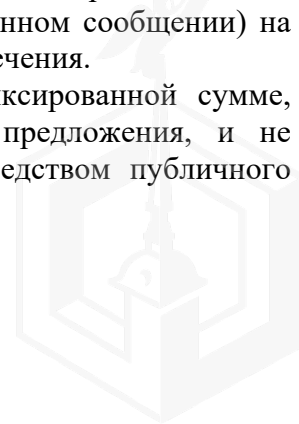 нном сообщении) на
ечения.
ксированной сумме,
предложения, и не
едством публичного